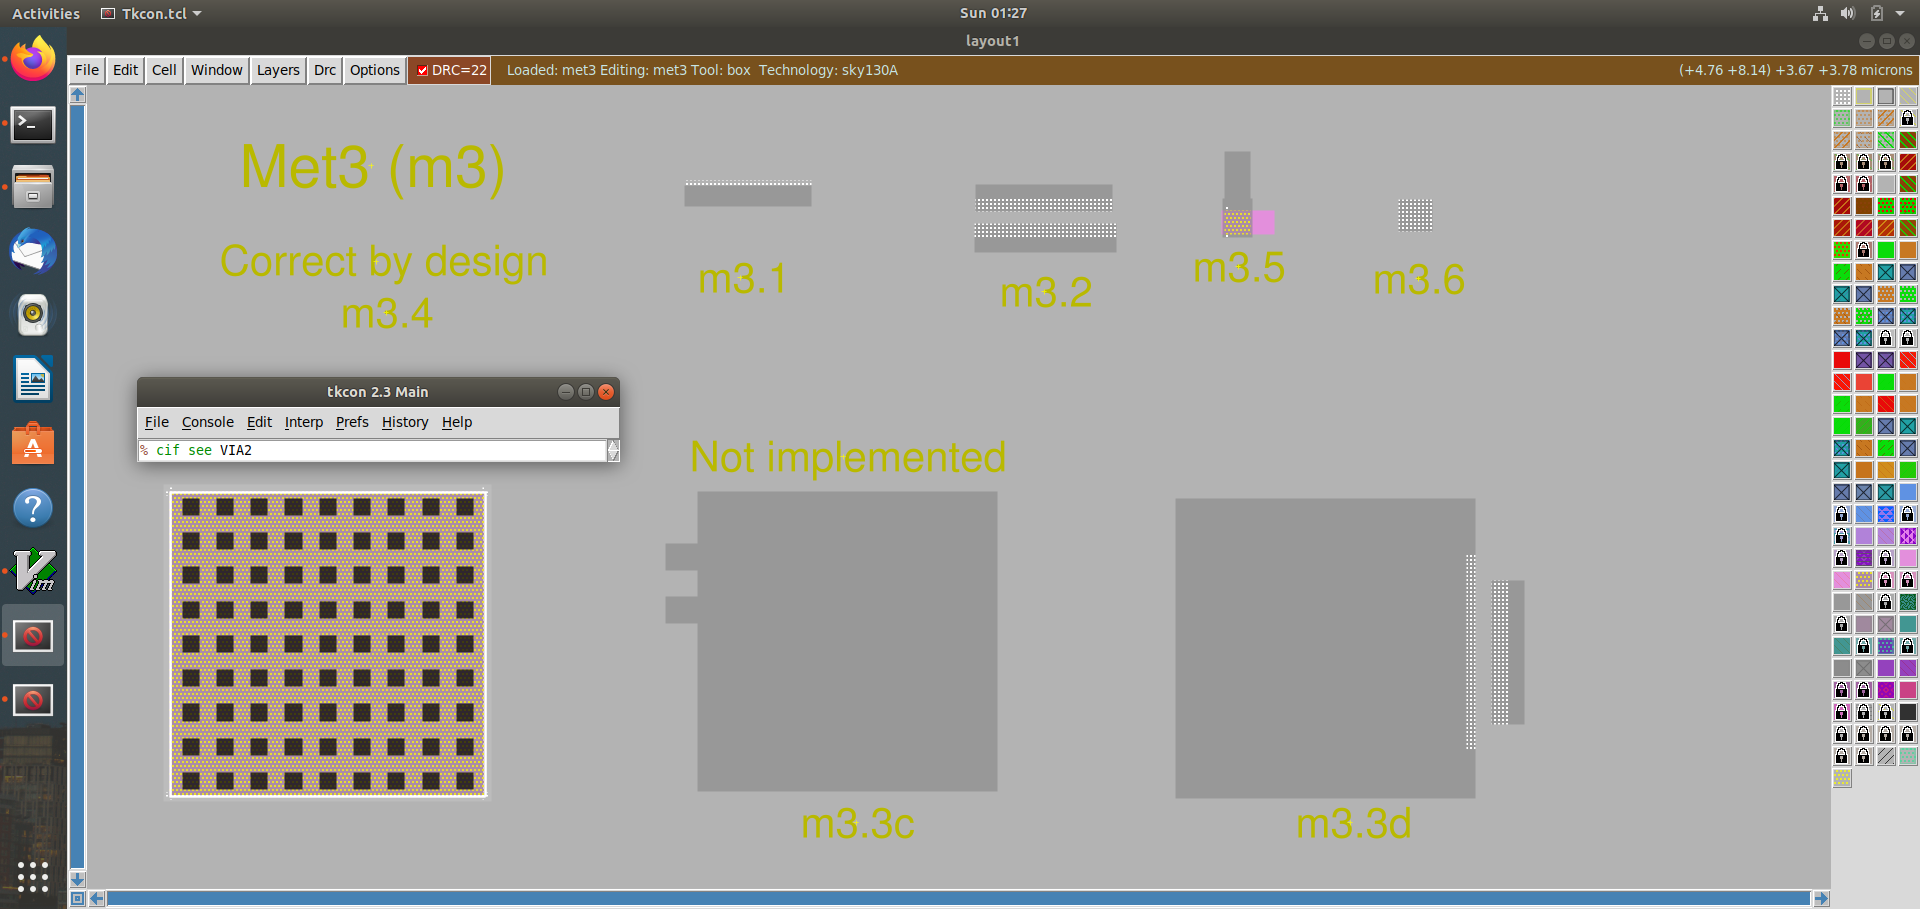 Activities Tkcon.tcl Sun 01:27
layout1
File Edit Cell Window Layers Drc Options DRC=22 Loaded: met3 Editing: met3 Tool: box Technology: sky130A (+4.76 +8.14) +3.67 +3.78 microns
Met3 (m3)
Correct by design
m3.4
m3.1
m3.2
m3.5
m3.6
tkcon 2.3 Main
File Console Edit Interp Prefs History Help
% cif see VIA2
Not implemented
m3.3c
m3.3d
Vim